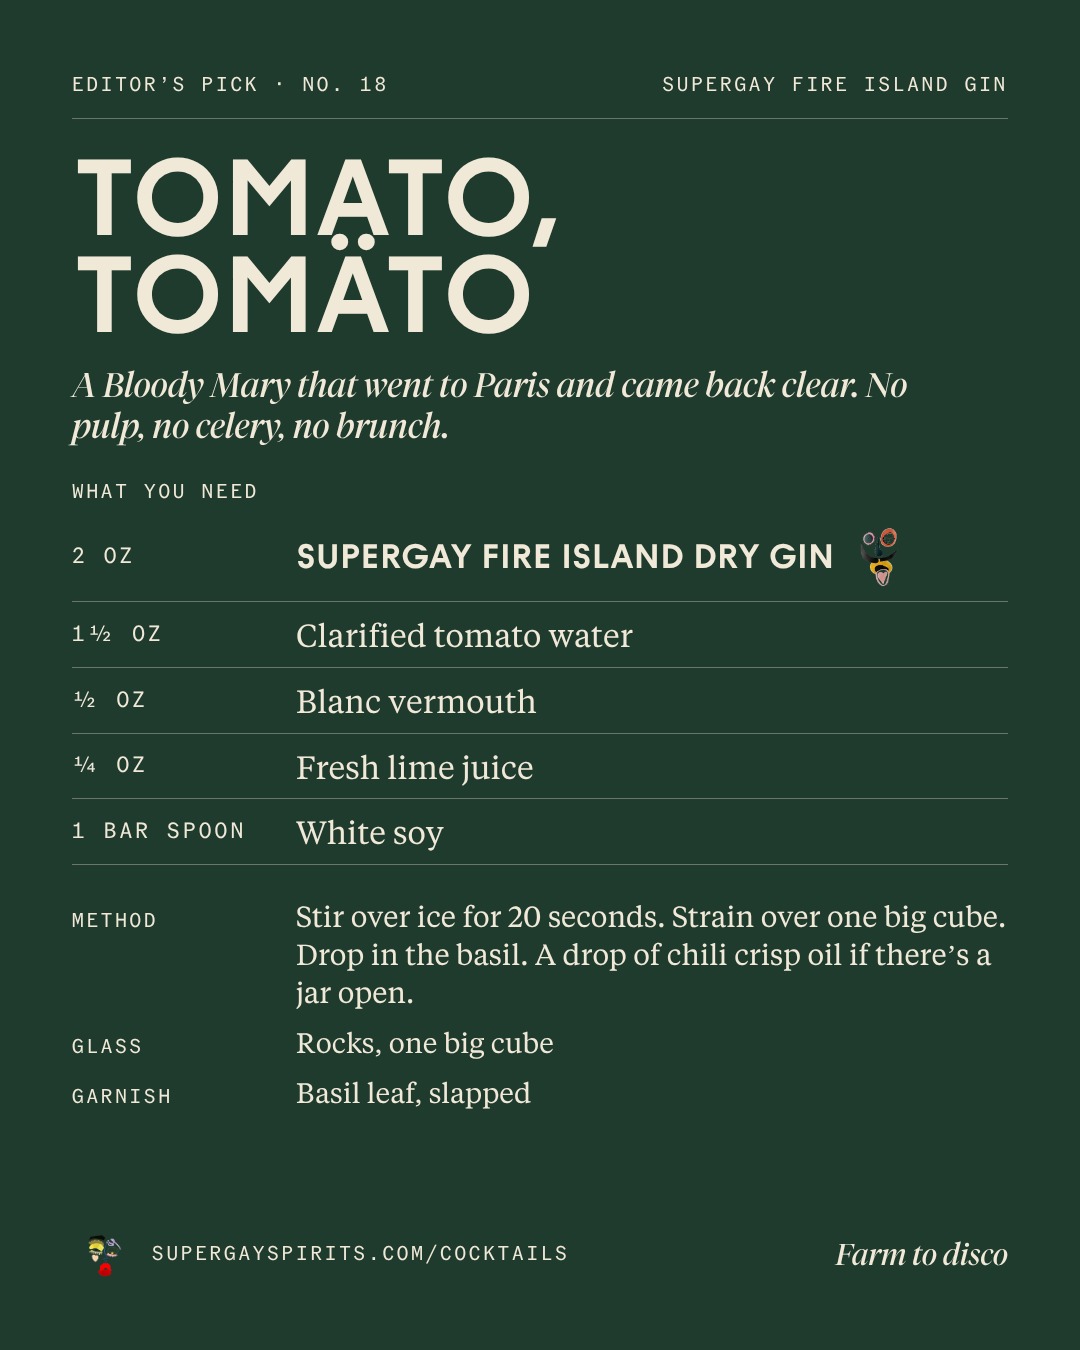 EDITOR’S PICK · NO. 18
SUPERGAY FIRE ISLAND GIN
TOMATO,
TOMÄTO
A Bloody Mary that went to Paris and came back clear. No
pulp, no celery, no brunch.
WHAT YOU NEED
2 OZ SUPERGAY FIRE ISLAND DRY GIN
1½ OZ Clarified tomato water
½ OZ Blanc vermouth
¼ OZ Fresh lime juice
1 BAR SPOON White soy
METHOD Stir over ice for 20 seconds. Strain over one big cube.
Drop in the basil. A drop of chili crisp oil if there’s a
jar open.
GLASS Rocks, one big cube
GARNISH Basil leaf, slapped
SUPERGAYSPIRITS.COM/COCKTAILS
Farm to disco